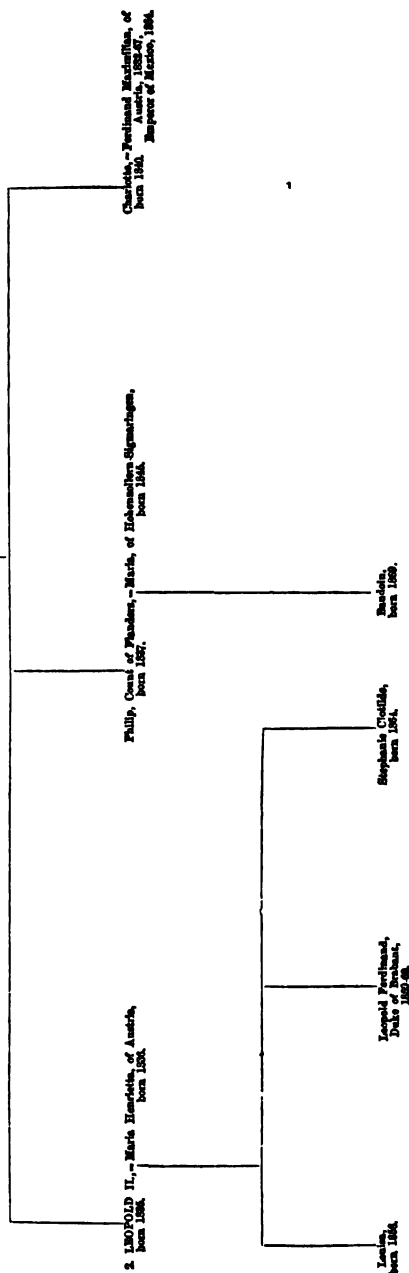 2. LEOPOLD II., = Maria Henrietta, of Austria,
born 1835.
born 1836.
Philip, Count of Flanders, = Maria, of Hohenzollern-Sigmaringen,
born 1837.
born 1845.
Charlotte, = Ferdinand Maximilian, of
born 1840.
Austria, 1832-67,
Emperor of Mexico, 1864.
Louisa,
born 1858.
Leopold Ferdinand,
Duke of Brabant,
1859-69.
Stephanie Clotilde,
born 1864.
Baudoin,
born 1869.